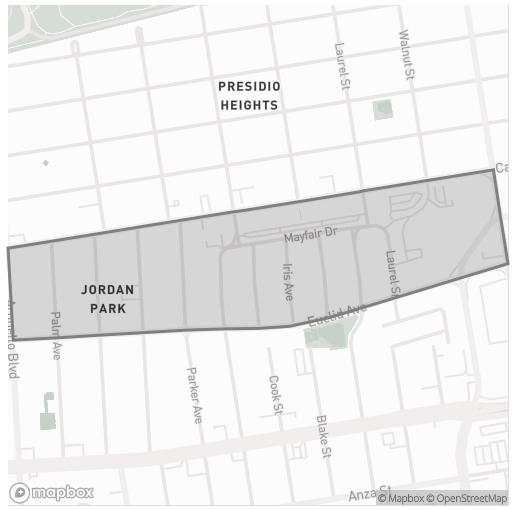 Laurel St
Walnut St
PRESIDIO
HEIGHTS
Ca
Mayfair Dr
Laurel St
Iris Ave
JORDAN
PARK
Euclid Ave
Palm Ave
Blvd
Parker Ave
Cook St
Blake St
Anza St
mapbox
© Mapbox © OpenStreetMap